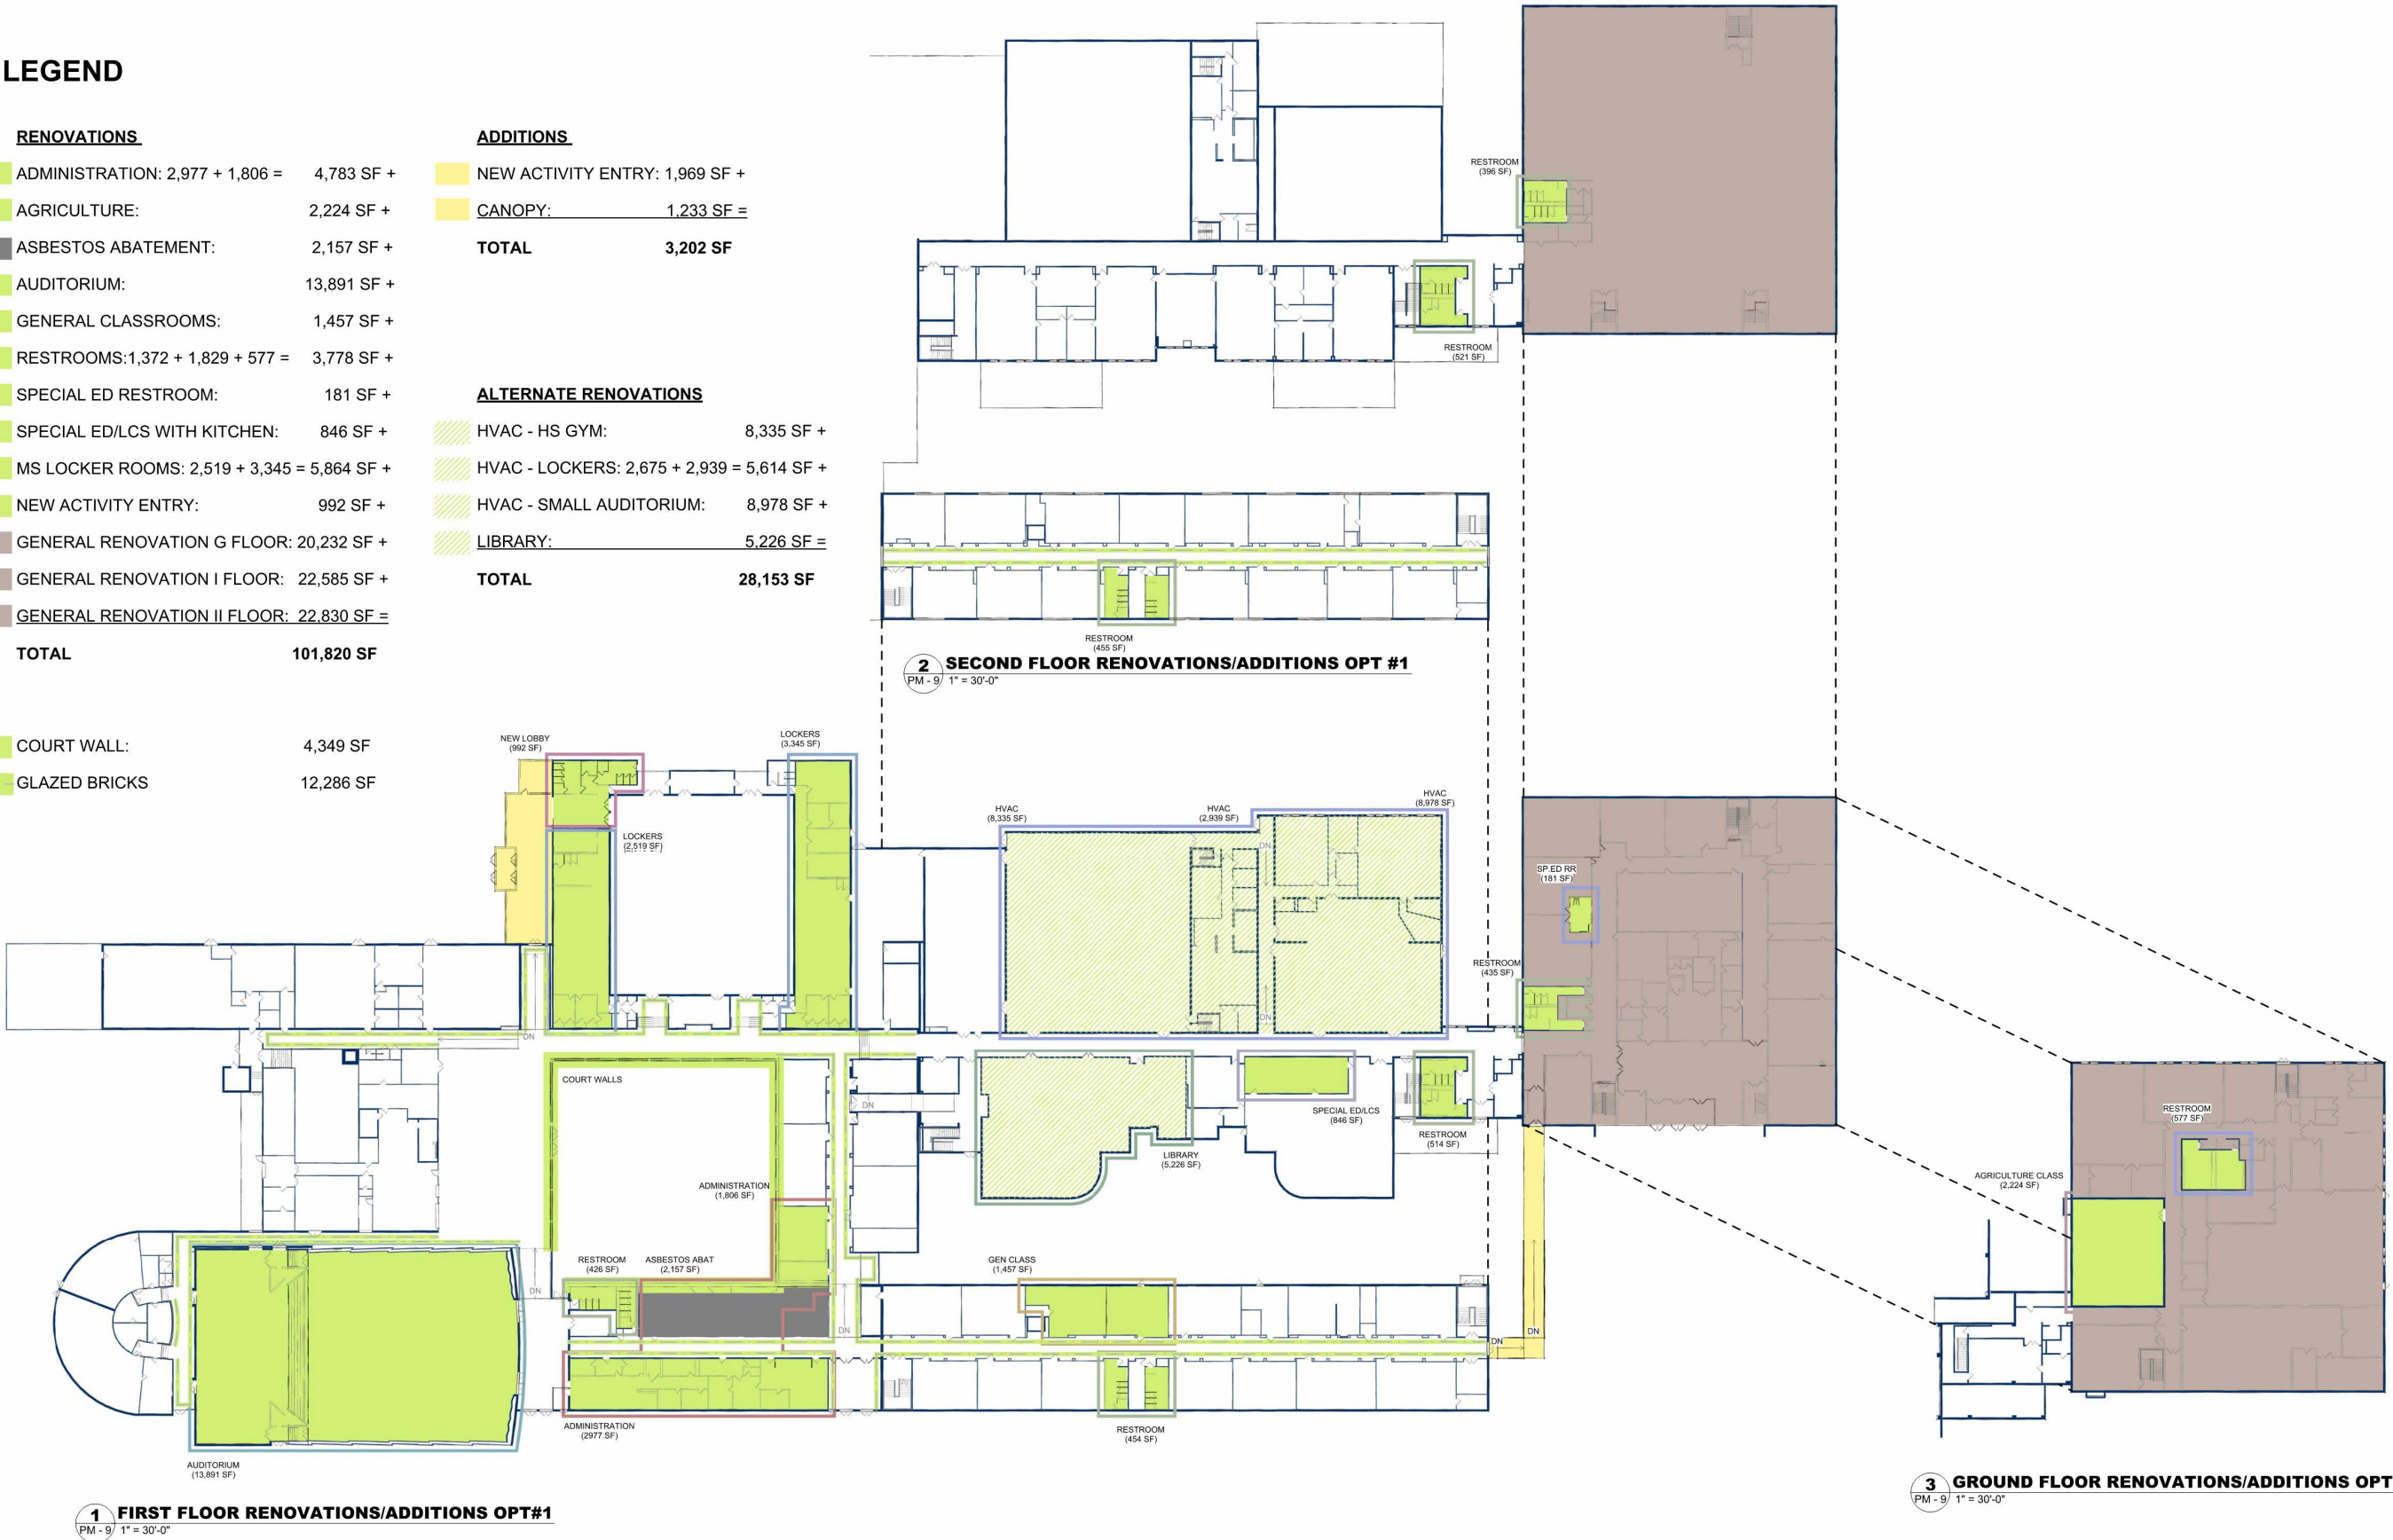 LEGEND
RENOVATIONS
ADMINISTRATION: 2,977 + 1,806 = 4,783 SF +
AGRICULTURE: 2,224 SF +
ASBESTOS ABATEMENT: 2,157 SF +
AUDITORIUM: 13,891 SF +
GENERAL CLASSROOMS: 1,457 SF +
RESTROOMS:1,372 + 1,829 + 577 = 3,778 SF +
SPECIAL ED RESTROOM: 181 SF +
SPECIAL ED/LCS WITH KITCHEN: 846 SF +
MS LOCKER ROOMS: 2,519 + 3,345 = 5,864 SF +
NEW ACTIVITY ENTRY: 992 SF +
GENERAL RENOVATION G FLOOR: 20,232 SF +
GENERAL RENOVATION I FLOOR: 22,585 SF +
GENERAL RENOVATION II FLOOR: 22,830 SF =
TOTAL 101,820 SF
COURT WALL: 4,349 SF
GLAZED BRICKS 12,286 SF
ADDITIONS
NEW ACTIVITY ENTRY: 1,969 SF +
CANOPY: 1,233 SF =
TOTAL 3,202 SF
ALTERNATE RENOVATIONS
HVAC - HS GYM: 8,335 SF +
HVAC - LOCKERS: 2,675 + 2,939 = 5,614 SF +
HVAC - SMALL AUDITORIUM: 8,978 SF +
LIBRARY: 5,226 SF =
TOTAL 28,153 SF
RESTROOM
(396 SF)
RESTROOM
(521 SF)
RESTROOM
(455 SF)
2 SECOND FLOOR RENOVATIONS/ADDITIONS OPT #1
PM - 9 1" = 30'-0"
NEW LOBBY
(992 SF)
LOCKERS
(3,345 SF)
LOCKERS
(2,519 SF)
HVAC
(8,335 SF)
HVAC
(2,939 SF)
HVAC
(8,978 SF)
DN
DN
SP.ED RR
(181 SF)
RESTROOM
(435 SF)
DN
COURT WALLS
DN
SPECIAL ED/LCS
(846 SF)
RESTROOM
(514 SF)
LIBRARY
(5,226 SF)
ADMINISTRATION
(1,806 SF)
RESTROOM
(426 SF)
ASBESTOS ABAT
(2,157 SF)
GEN CLASS
(1,457 SF)
DN
DN
DN
DN
ADMINISTRATION
(2977 SF)
RESTROOM
(454 SF)
AUDITORIUM
(13,891 SF)
1 FIRST FLOOR RENOVATIONS/ADDITIONS OPT#1
PM - 9 1" = 30'-0"
RESTROOM
(577 SF)
AGRICULTURE CLASS
(2,224 SF)
3 GROUND FLOOR RENOVATIONS/ADDITIONS OPT
PM - 9 1" = 30'-0"